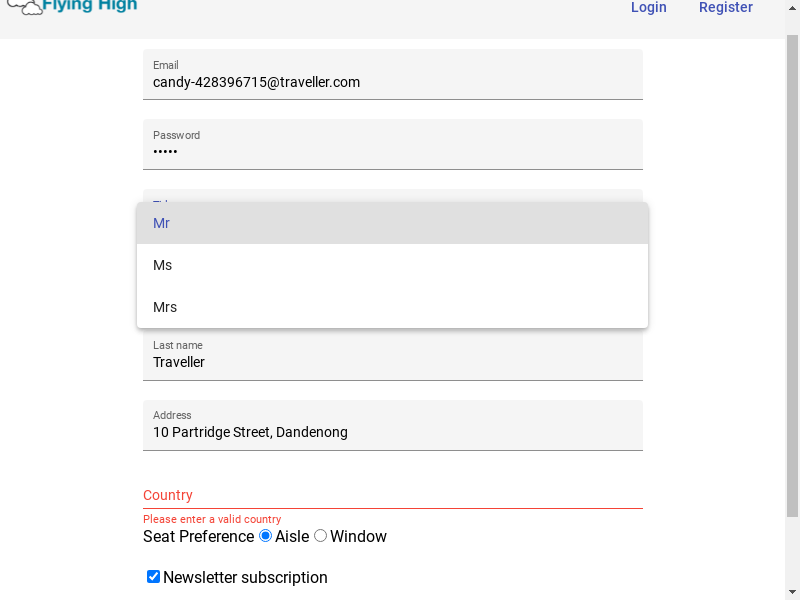 Flying High
Login
Register
Email
candy-428396715@traveller.com
Password
•••••
Mr
Ms
Mrs
Last name
Traveller
Address
10 Partridge Street, Dandenong
Country
Please enter a valid country
Seat Preference Aisle Window
Newsletter subscription